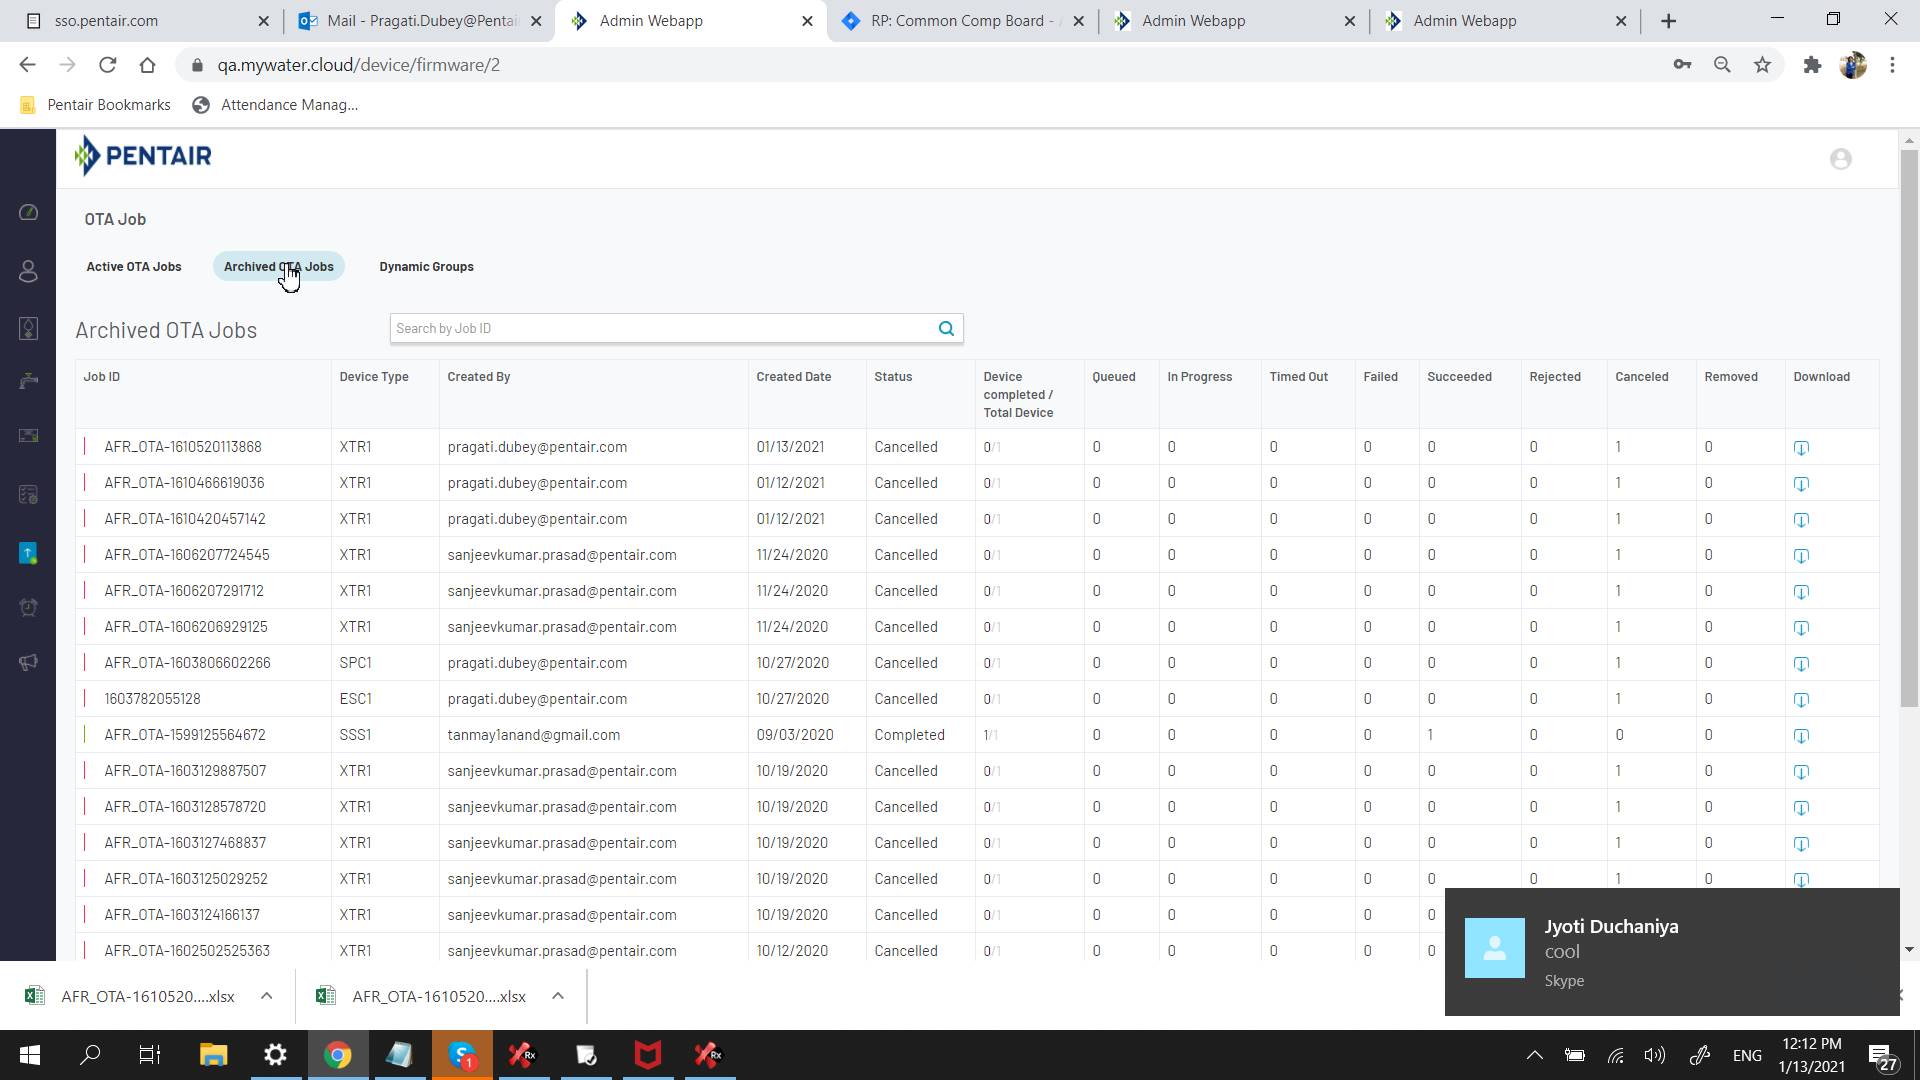 sso.pentair.com
Mail - Pragati.Dubey@Pentai
Admin Webapp
RP: Common Comp Board -
Admin Webapp
Admin Webapp
qa.mywater.cloud/device/firmware/2
Pentair Bookmarks
Attendance Manag...
PENTAIR
OTA Job
Active OTA Jobs
Archived OTA Jobs
Dynamic Groups
Archived OTA Jobs
Search by Job ID
Job ID Device Type Created By Created Date Status Device completed / Total Device Queued In Progress Timed Out Failed Succeeded Rejected Canceled Removed Download
AFR_OTA-1610520113868 XTR1 pragati.dubey@pentair.com 01/13/2021 Cancelled 0/1 0 0 0 0 0 0 1 0
AFR_OTA-1610466619036 XTR1 pragati.dubey@pentair.com 01/12/2021 Cancelled 0/1 0 0 0 0 0 0 1 0
AFR_OTA-1610420457142 XTR1 pragati.dubey@pentair.com 01/12/2021 Cancelled 0/1 0 0 0 0 0 0 1 0
AFR_OTA-1606207724545 XTR1 sanjeevkumar.prasad@pentair.com 11/24/2020 Cancelled 0/1 0 0 0 0 0 0 1 0
AFR_OTA-1606207291712 XTR1 sanjeevkumar.prasad@pentair.com 11/24/2020 Cancelled 0/1 0 0 0 0 0 0 1 0
AFR_OTA-1606206929125 XTR1 sanjeevkumar.prasad@pentair.com 11/24/2020 Cancelled 0/1 0 0 0 0 0 0 1 0
AFR_OTA-1603806602266 SPC1 pragati.dubey@pentair.com 10/27/2020 Cancelled 0/1 0 0 0 0 0 0 1 0
1603782055128 ESC1 pragati.dubey@pentair.com 10/27/2020 Cancelled 0/1 0 0 0 0 0 0 1 0
AFR_OTA-1599125564672 SSS1 tanmay1anand@gmail.com 09/03/2020 Completed 1/1 0 0 0 0 1 0 0 0
AFR_OTA-1603129887507 XTR1 sanjeevkumar.prasad@pentair.com 10/19/2020 Cancelled 0/1 0 0 0 0 0 0 1 0
AFR_OTA-1603128578720 XTR1 sanjeevkumar.prasad@pentair.com 10/19/2020 Cancelled 0/1 0 0 0 0 0 0 1 0
AFR_OTA-1603127468837 XTR1 sanjeevkumar.prasad@pentair.com 10/19/2020 Cancelled 0/1 0 0 0 0 0 0 1 0
AFR_OTA-1603125029252 XTR1 sanjeevkumar.prasad@pentair.com 10/19/2020 Cancelled 0/1 0 0 0 0 0 0 1 0
AFR_OTA-1603124166137 XTR1 sanjeevkumar.prasad@pentair.com 10/19/2020 Cancelled 0/1 0 0 0 0 0
AFR_OTA-1602502525363 XTR1 sanjeevkumar.prasad@pentair.com 10/12/2020 Cancelled 0/1 0 0 0 0 0
Jyoti Duchaniya
cool
Skype
AFR_OTA-1610520....xlsx
AFR_OTA-1610520....xlsx
1
Rx
Rx
ENG
12:12 PM
1/13/2021
27